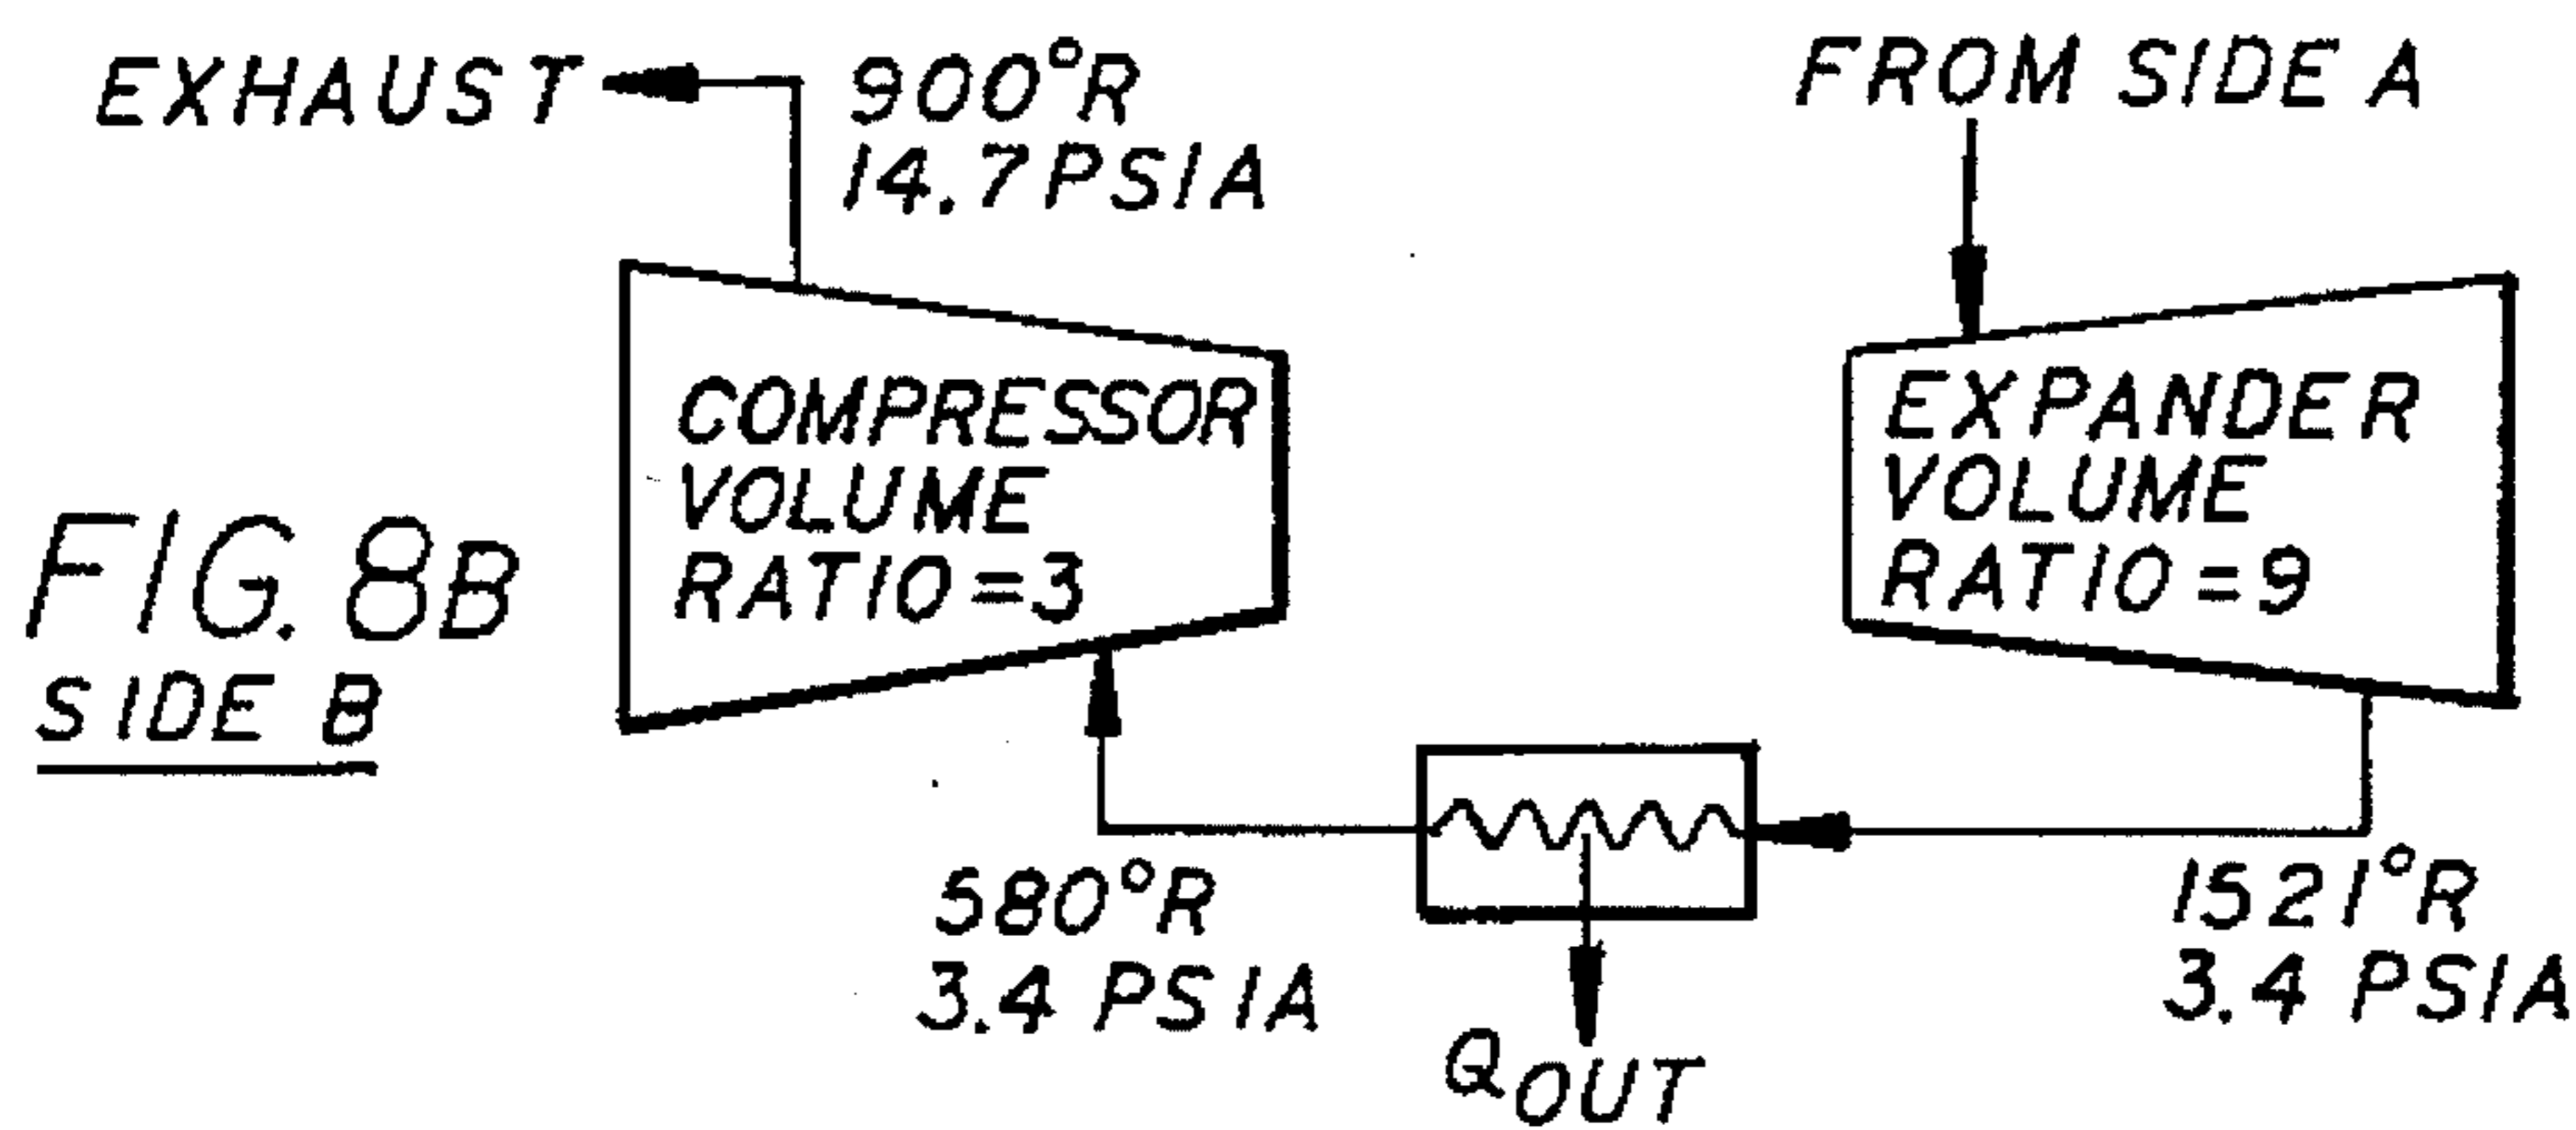 EXHAUST
900°R
14.7 PSIA
FROM SIDE A
COMPRESSOR
VOLUME
RATIO = 3
EXPANDER
VOLUME
RATIO = 9
FIG. 8B
SIDE B
580°R
3.4 PSIA
QOUT
1521°R
3.4 PSIA